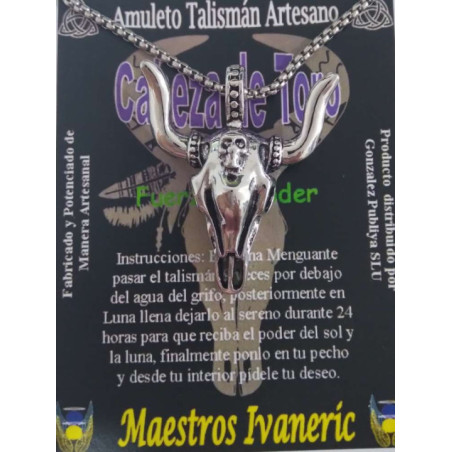 Amuleto Talismán Artesano
Cabeza de Toro
Fabricado y Potenciado de
Manera Artesanal
Producto distribuido por
Gonzalez Publiya SLU
Instrucciones: Menguante
pasar el talismán por debajo
del agua del grifo, posteriormente en
Luna llena dejarlo al sereno durante 24
horas para que reciba el poder del sol y
la luna, finalmente ponlo en tu pecho
y desde tu interior pídele tu deseo.
Maestros Ivaneric